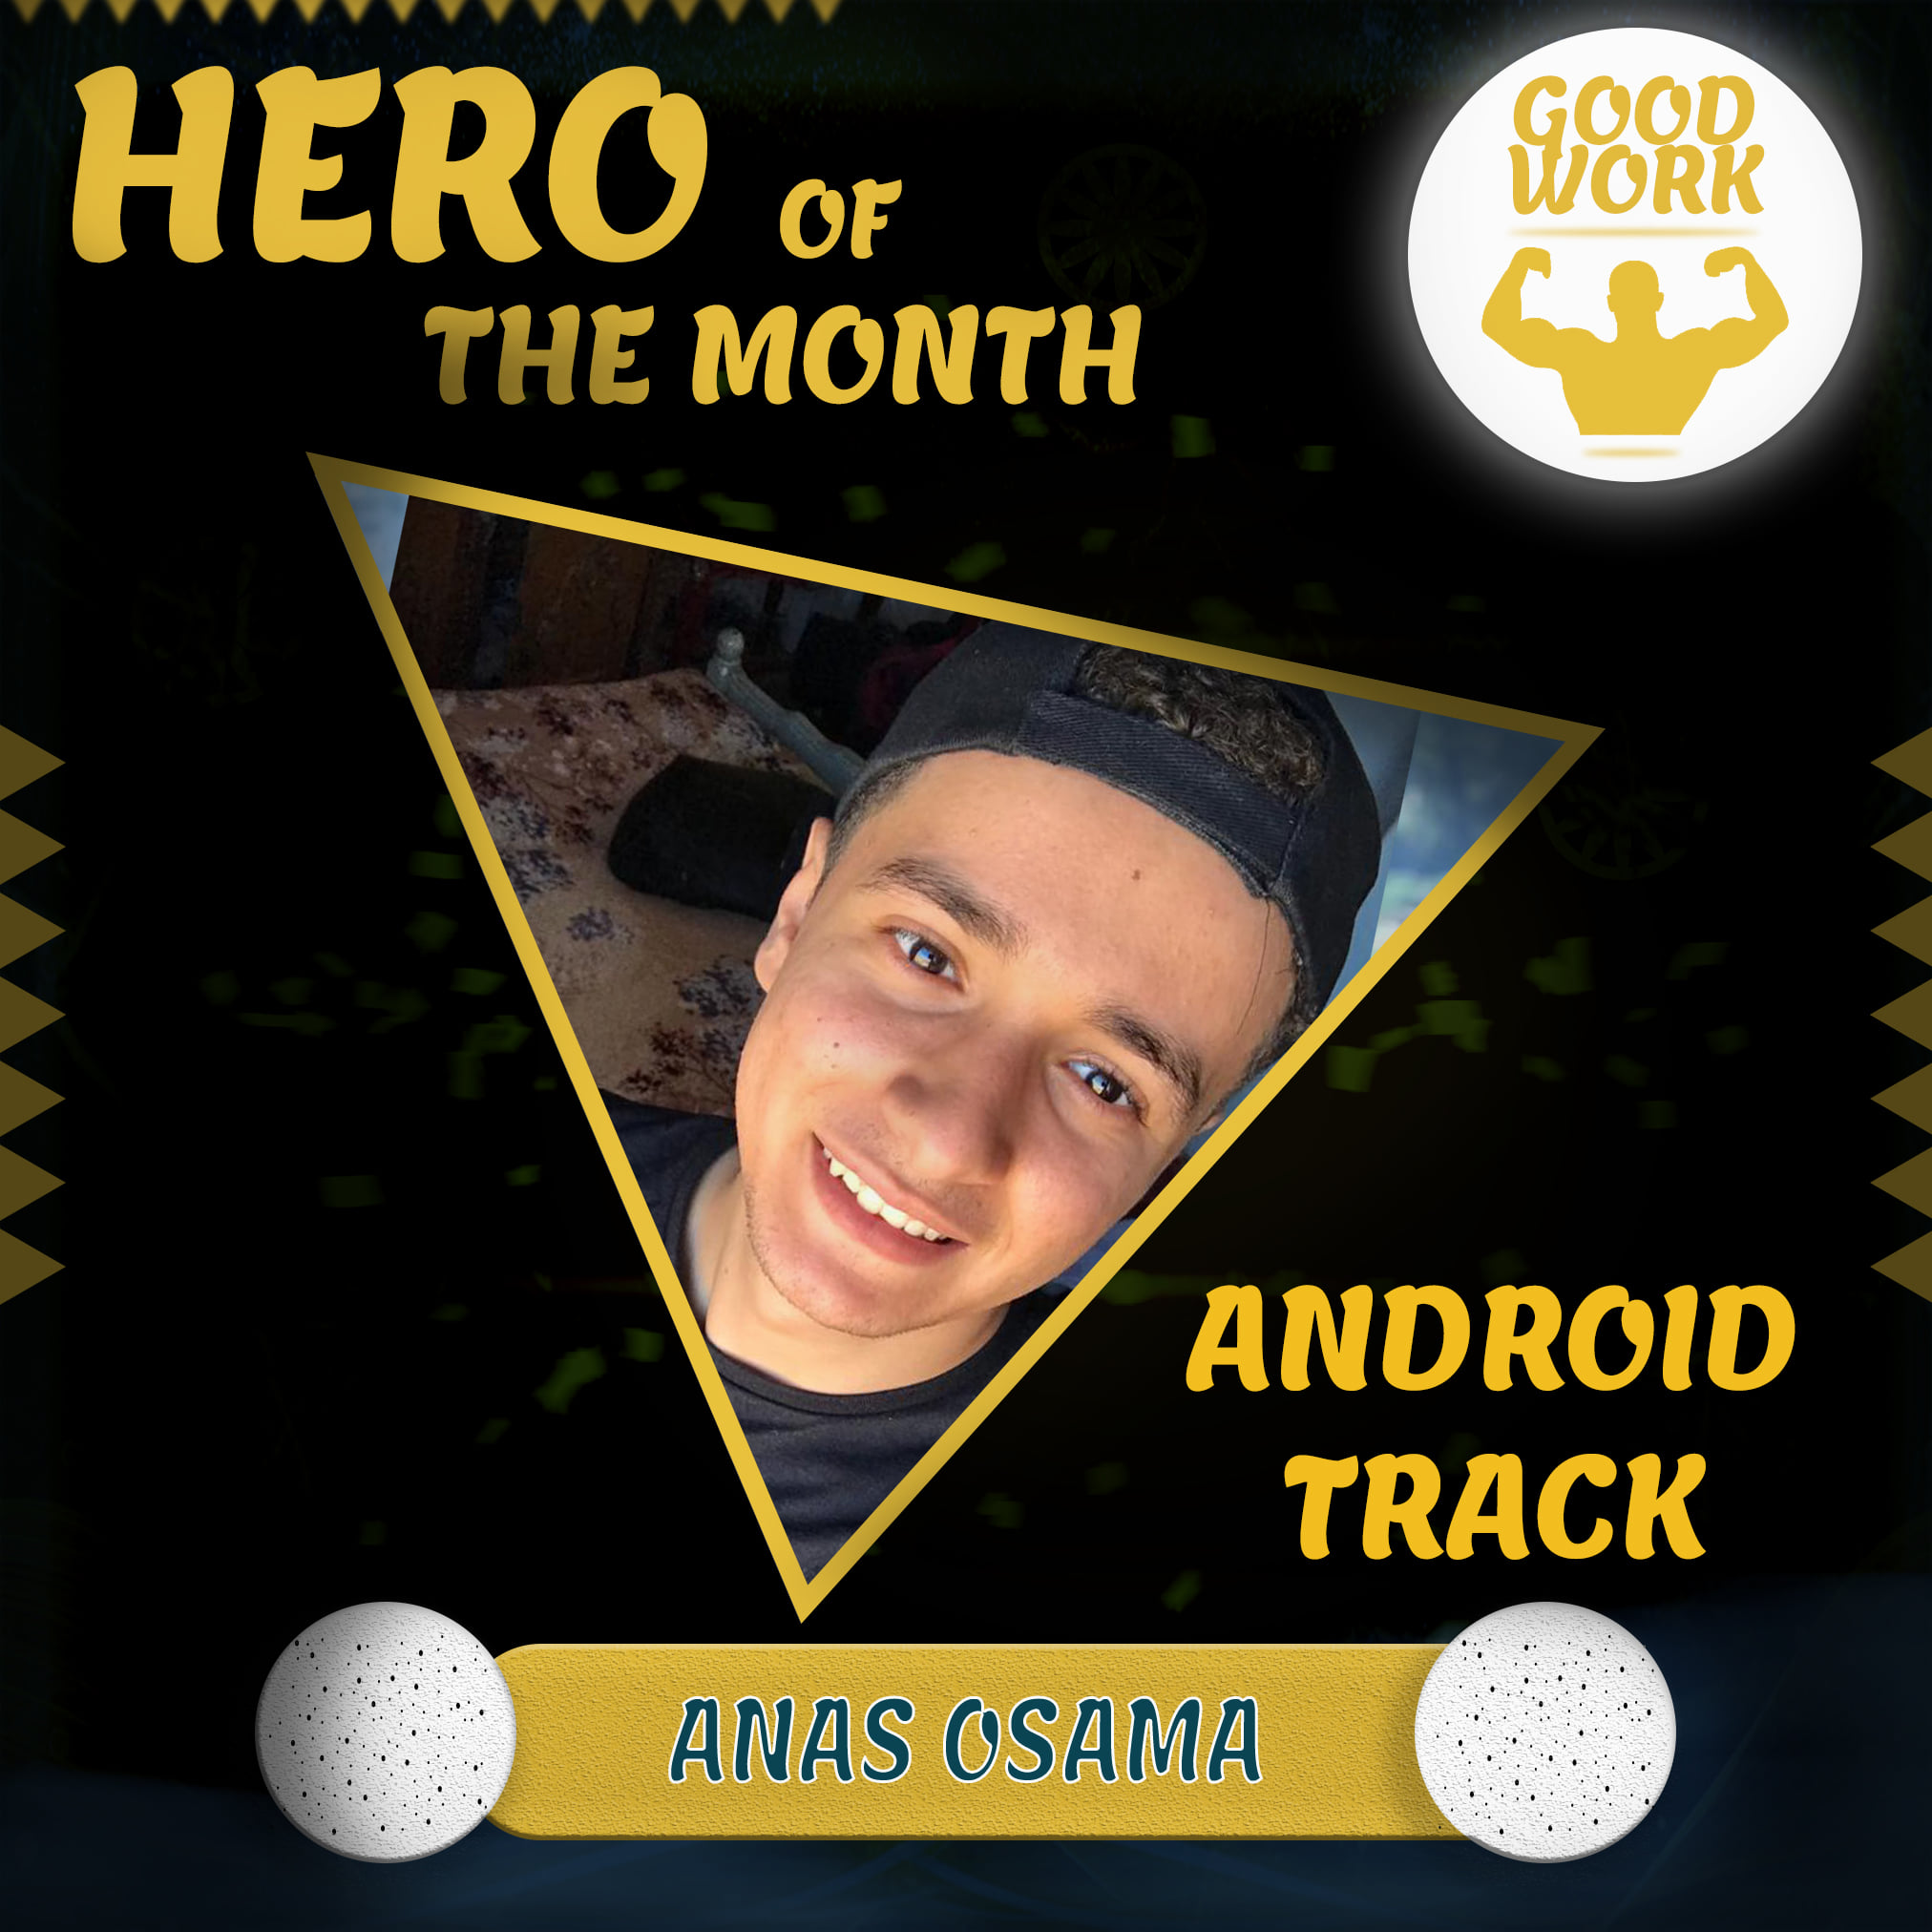 HERO OF
THE MONTH
GOOD
WORK
ANDROID
TRACK
ANAS OSAMA